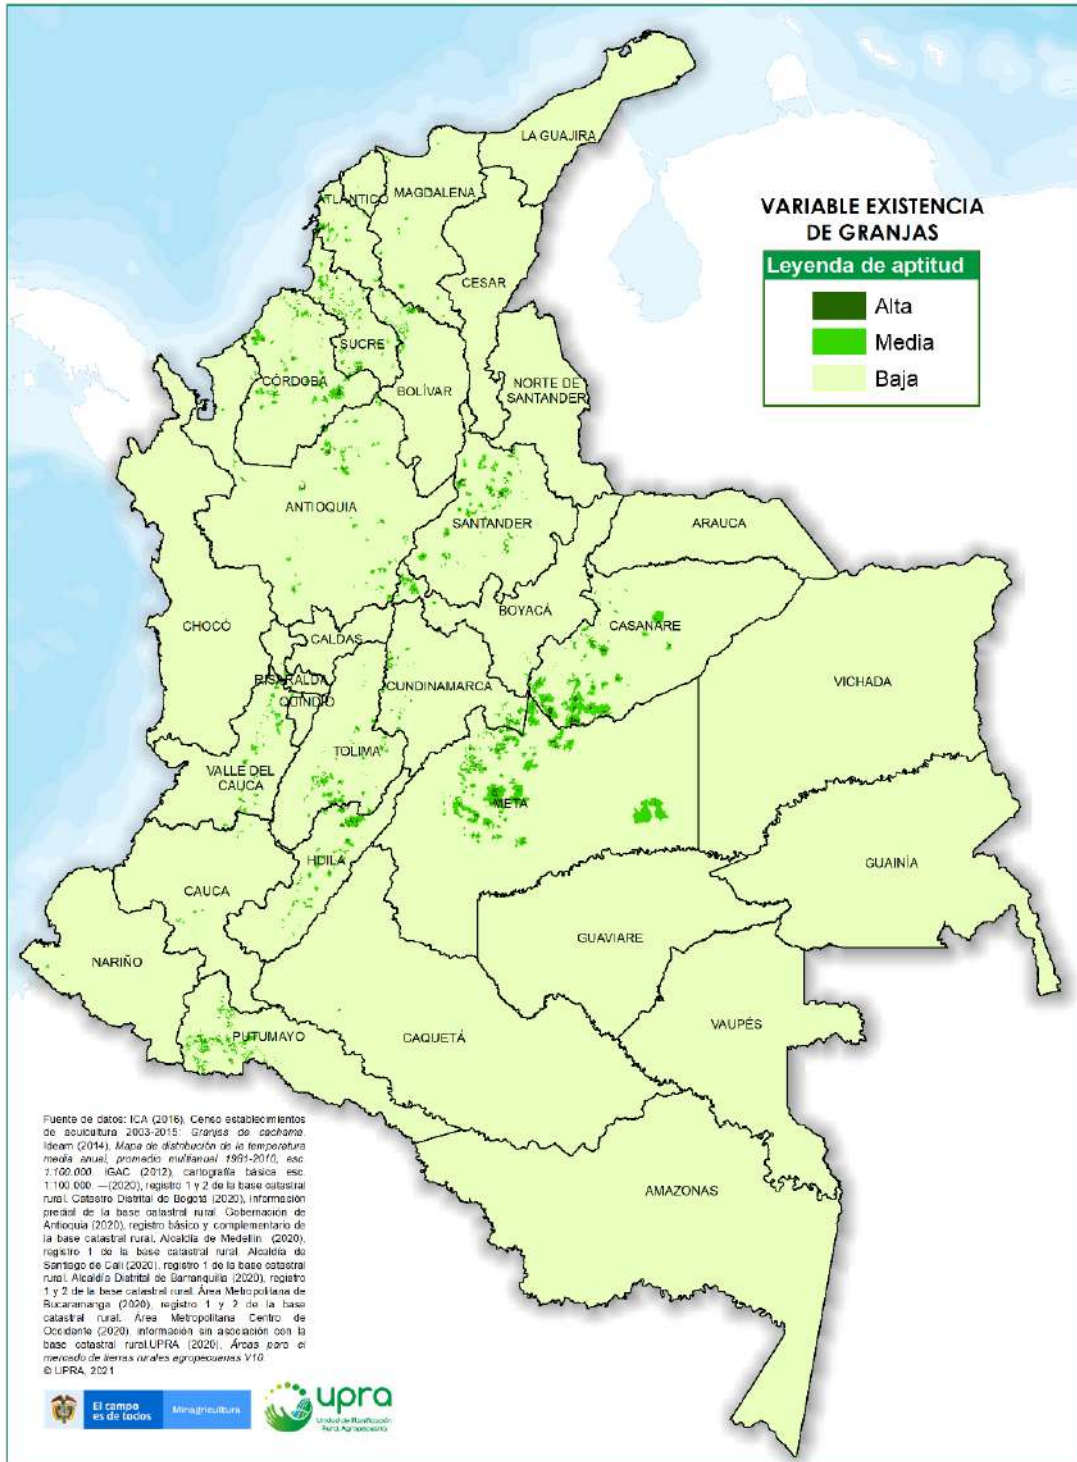 LA GUAJIRA
ATLÁNTICO
MAGDALENA
VARIABLE EXISTENCIA
DE GRANJAS
Leyenda de aptitud
Alta
Media
Baja
CESAR
SUCRE
CÓRDOBA
BOLÍVAR
NORTE DE
SANTANDER
ANTIOQUIA
SANTANDER
ARAUCA
BOYACÁ
CHOCÓ
CALDAS
CASANARE
RISARALDA
CUNDINAMARCA
VICHADA
QUINDÍO
TOLIMA
VALLE DEL
CAUCA
META
HUILA
GUAINÍA
CAUCA
GUAVIARE
NARIÑO
VAUPÉS
PUTUMAYO
CAQUETÁ
AMAZONAS
Fuente de datos: ICA (2016), Censo establecimientos
de acuicultura 2003-2015: Granjas de cachama.
Ideam (2014), Mapa de distribución de la temperatura
media anual, promedio multianual 1981-2010, esc.
1:100.000. IGAC (2012), cartografía básica esc.
1:100.000. —(2020), registro 1 y 2 de la base catastral
rural. Catastro Distrital de Bogotá (2020), información
predial de la base catastral rural. Gobernación de
Antioquia (2020), registro básico y complementario de
la base catastral rural. Alcaldía de Medellín (2020),
registro 1 de la base catastral rural. Alcaldía de
Santiago de Cali (2020), registro 1 de la base catastral
rural. Alcaldía Distrital de Barranquilla (2020), registro
1 y 2 de la base catastral rural. Área Metropolitana de
Bucaramanga (2020), registro 1 y 2 de la base
catastral rural. Área Metropolitana Centro de
Occidente (2020), información sin asociación con la
base catastral rural.UPRA (2020), Áreas para el
mercado de tierras rurales agropecuarias V10.
© UPRA, 2021
El campo
es de todos
Minagricultura
upra
Unidad de Planificación
Rural Agropecuaria